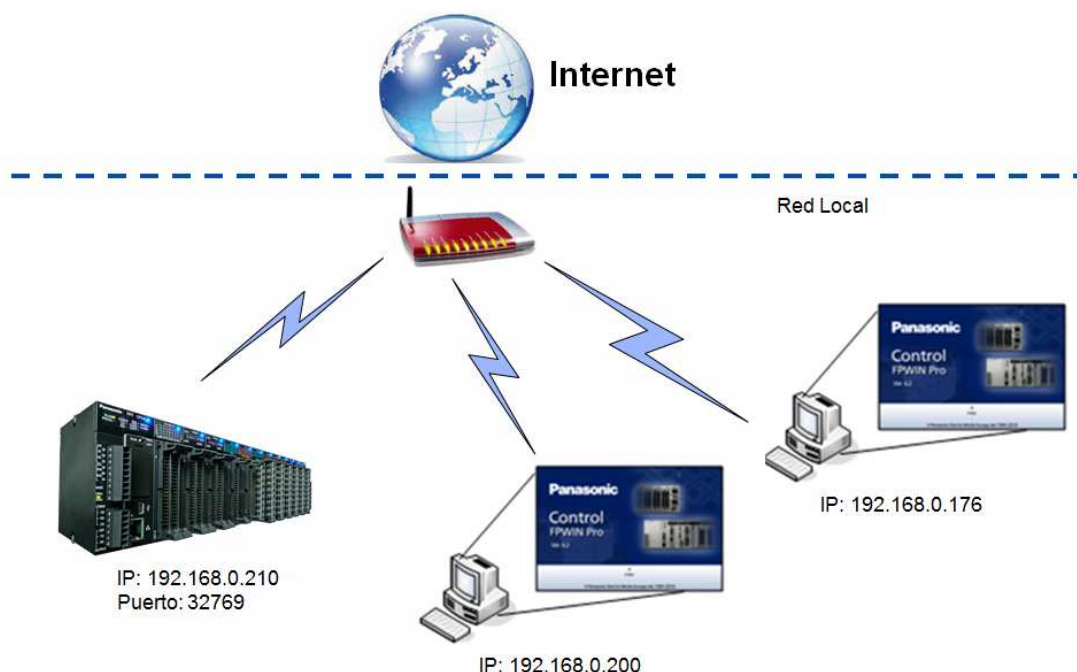 Internet
Red Local
Panasonic
Control
FPWIN Pro
IP: 192.168.0.176
Panasonic
Control
FPWIN Pro
IP: 192.168.0.210
Puerto: 32769
IP: 192.168.0.200